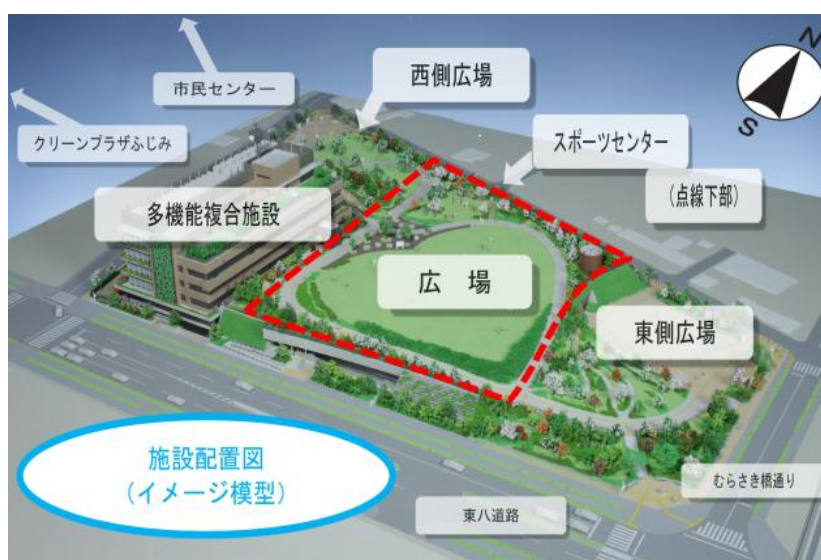 N
S
市民センター
西側広場
クリーンプラザふじみ
スポーツセンター
(点線下部)
多機能複合施設
広 場
東側広場
施設配置図
(イメージ模型)
むらさき橋通り
東八道路